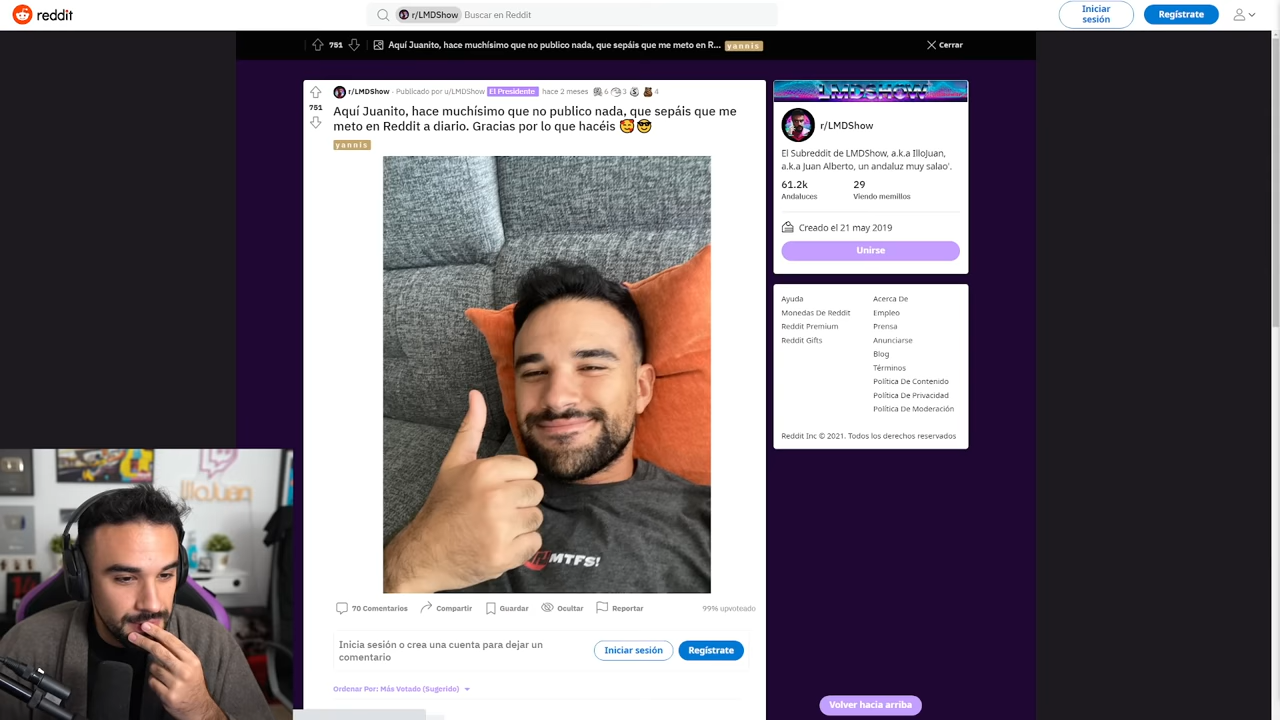 reddit
r/LMDShow
Buscar en Reddit
Iniciar sesión
Regístrate
751
Aquí Juanito, hace muchísimo que no publico nada, que sepáis que me meto en R...
yannis
Cerrar
r/LMDShow · Publicado por u/LMDShow El Presidente hace 2 meses 6 3 4
751
Aquí Juanito, hace muchísimo que no publico nada, que sepáis que me
meto en Reddit a diario. Gracias por lo que hacéis 🥰 😎
yannis
MTFS!
IlloJuan
70 Comentarios
Compartir
Guardar
Ocultar
Reportar
99% upvoteado
Inicia sesión o crea una cuenta para dejar un
comentario
Iniciar sesión
Regístrate
Ordenar Por: Más Votado (Sugerido)
LMDSHOW
r/LMDShow
El Subreddit de LMDShow, a.k.a IlloJuan,
a.k.a Juan Alberto, un andaluz muy salao'.
61.2k
29
Andaluces
Viendo memillos
Creado el 21 may 2019
Unirse
Ayuda
Acerca De
Monedas De Reddit
Empleo
Reddit Premium
Prensa
Reddit Gifts
Anunciarse
Blog
Términos
Política De Contenido
Política De Privacidad
Política De Moderación
Reddit Inc © 2021. Todos los derechos reservados
Volver hacia arriba